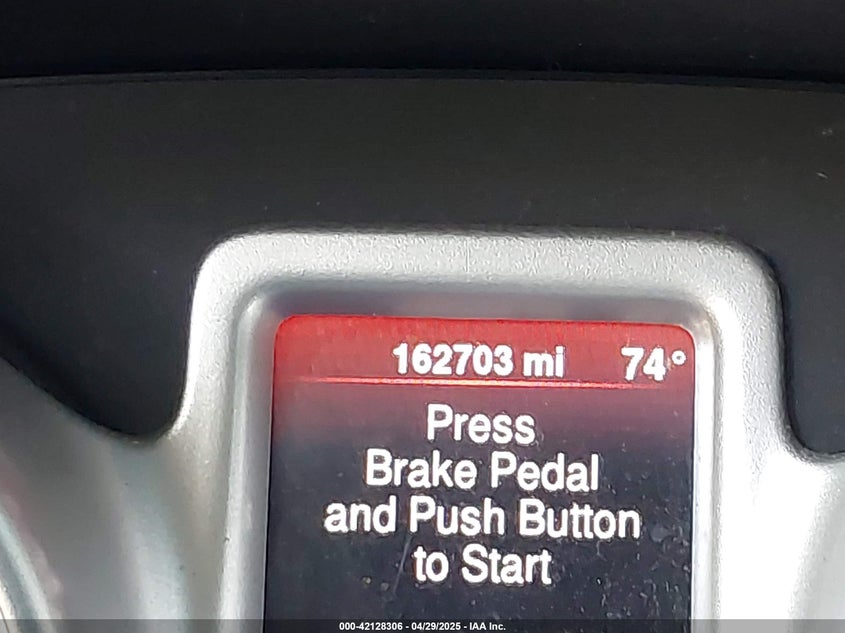 162703 mi 74°
Press
Brake Pedal
and Push Button
to Start
000-42128306 - 04/29/2025 - IAA Inc.